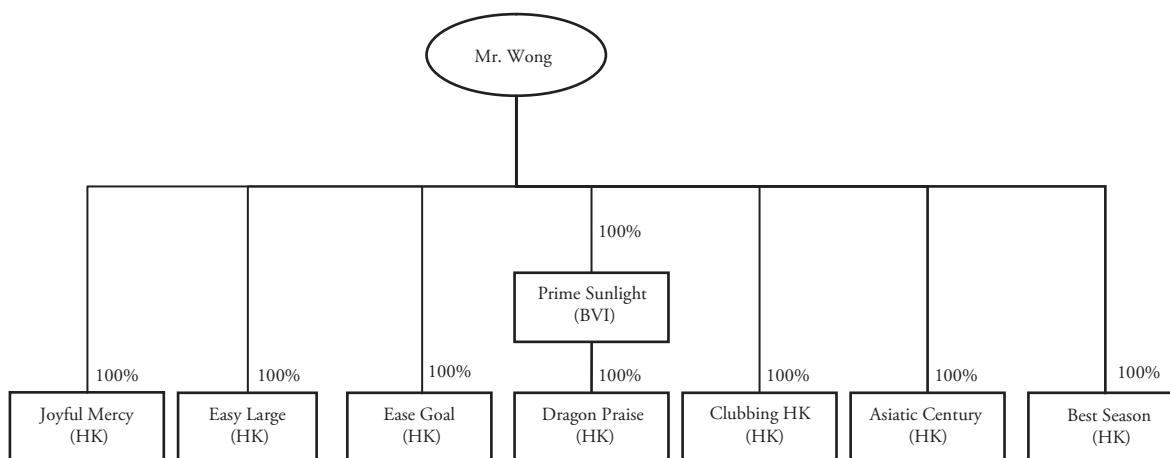 Mr. Wong
100%
Prime Sunlight
(BVI)
100%
100%
100%
100%
100%
100%
100%
Joyful Mercy
(HK)
Easy Large
(HK)
Ease Goal
(HK)
Dragon Praise
(HK)
Clubbing HK
(HK)
Asiatic Century
(HK)
Best Season
(HK)